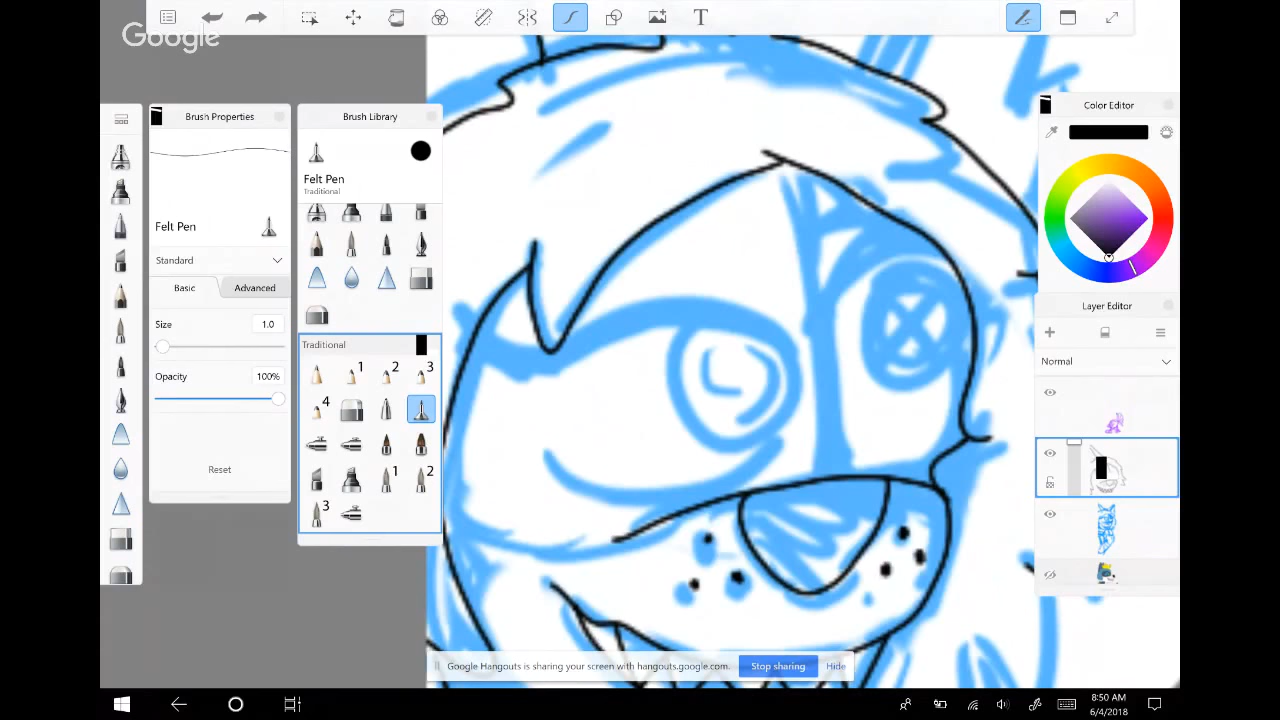 Google
T
Brush Properties
Felt Pen
Standard
Basic
Advanced
Size
1.0
Opacity
100%
Reset
Brush Library
Felt Pen
Traditional
Traditional
1
2
3
4
1
2
3
Color Editor
Layer Editor
Normal
Google Hangouts is sharing your screen with hangouts.google.com.
Stop sharing
Hide
8:50 AM
6/4/2018